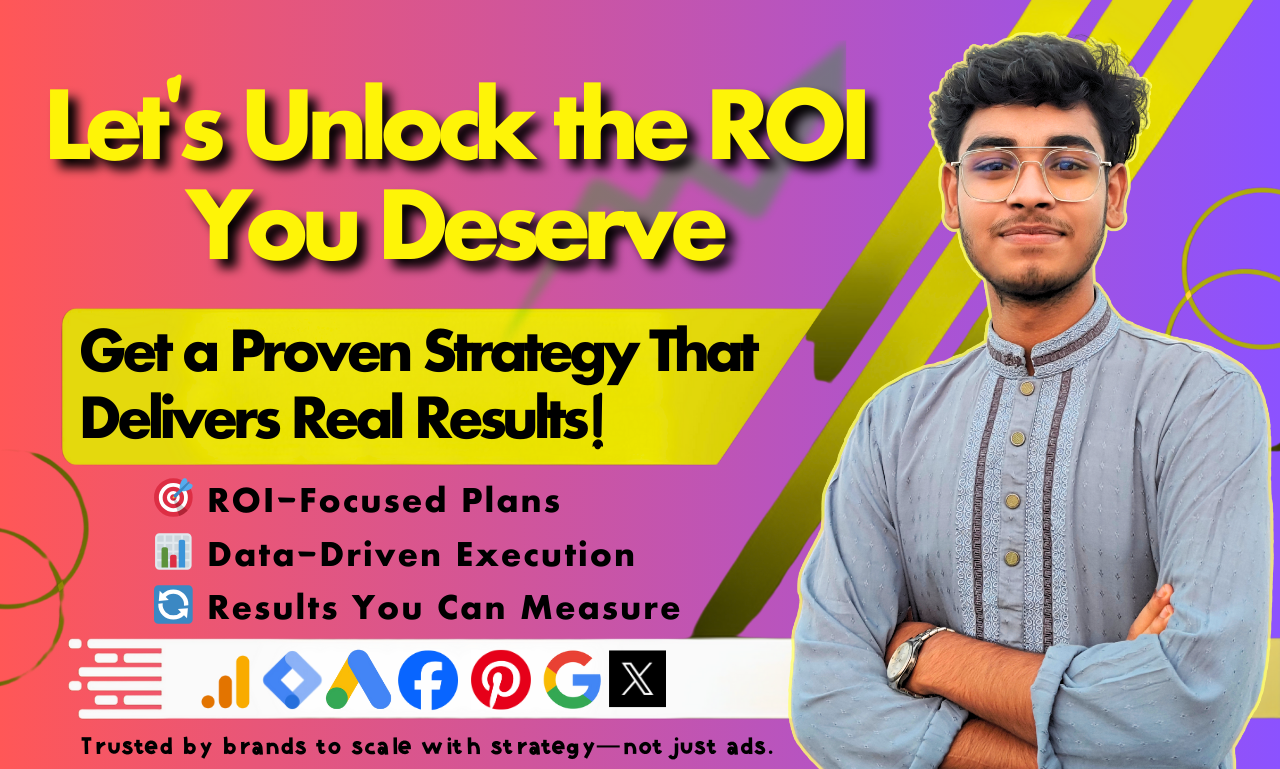 Let's Unlock the ROI
You Deserve
Get a Proven Strategy That
Delivers Real Results!
ROI-Focused Plans
Data-Driven Execution
Results You Can Measure
Trusted by brands to scale with strategy—not just ads.